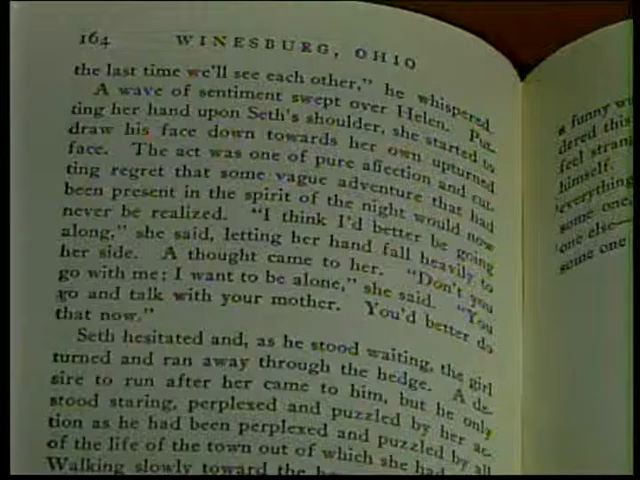 164 WINESBURG, OHIO
the last time we'll see each other," he whispered.
A wave of sentiment swept over Helen. Put-
ting her hand upon Seth's shoulder, she started to
draw his face down towards her own upturned
face. The act was one of pure affection and cut-
ting regret that some vague adventure that had
been present in the spirit of the night would now
never be realized. "I think I'd better be going
along," she said, letting her hand fall heavily to
her side. A thought came to her. "Don't you
go with me; I want to be alone," she said. "You
go and talk with your mother. You'd better do
that now."
Seth hesitated and, as he stood waiting, the girl
turned and ran away through the hedge. A de-
sire to run after her came to him, but he only
stood staring, perplexed and puzzled by her ac-
tion as he had been perplexed and puzzled by all
of the life of the town out of which she had
Walking slowly toward the
a funny
dered this
feel stran
himself.
everything
some one
one else—
some one